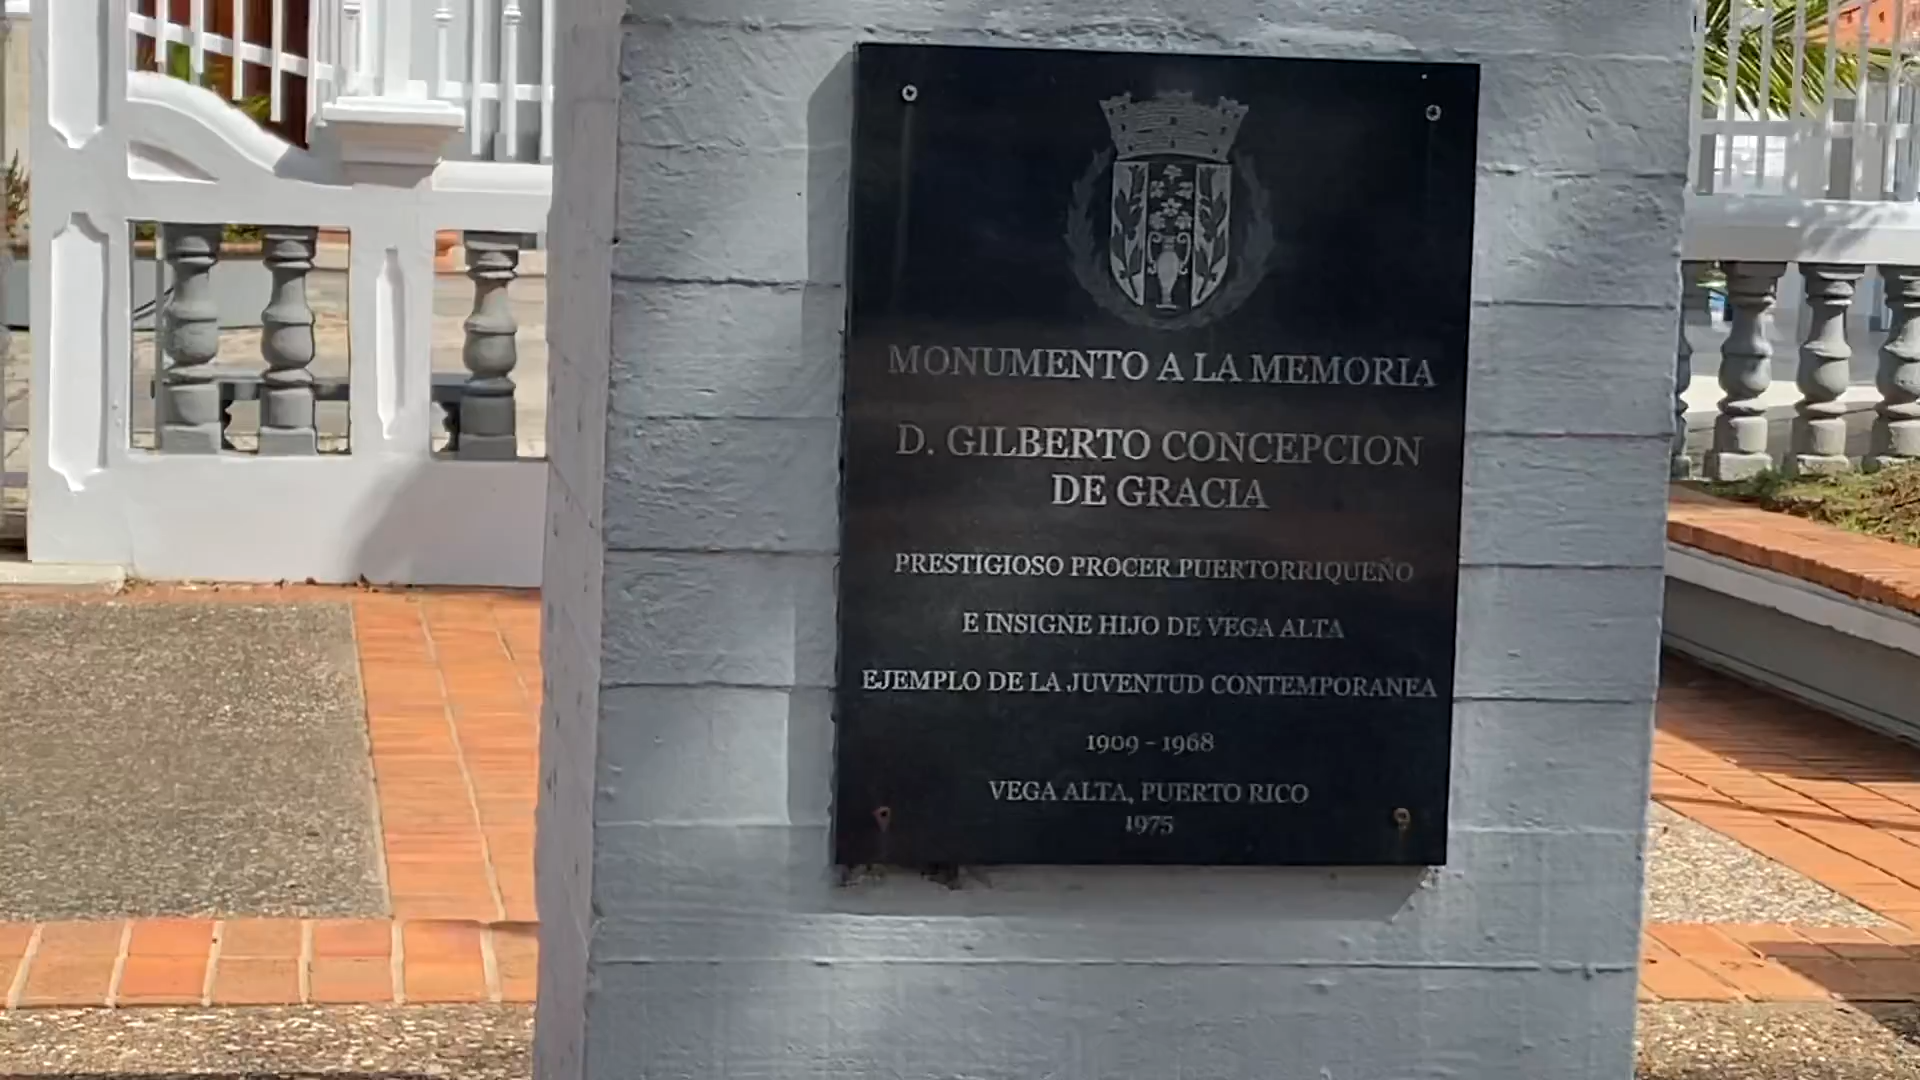 MONUMENTO A LA MEMORIA
D. GILBERTO CONCEPCION
DE GRACIA
PRESTIGIOSO PROCER PUERTORRIQUEÑO
E INSIGNE HIJO DE VEGA ALTA
EJEMPLO DE LA JUVENTUD CONTEMPORANEA
1909 - 1968
VEGA ALTA, PUERTO RICO
1975